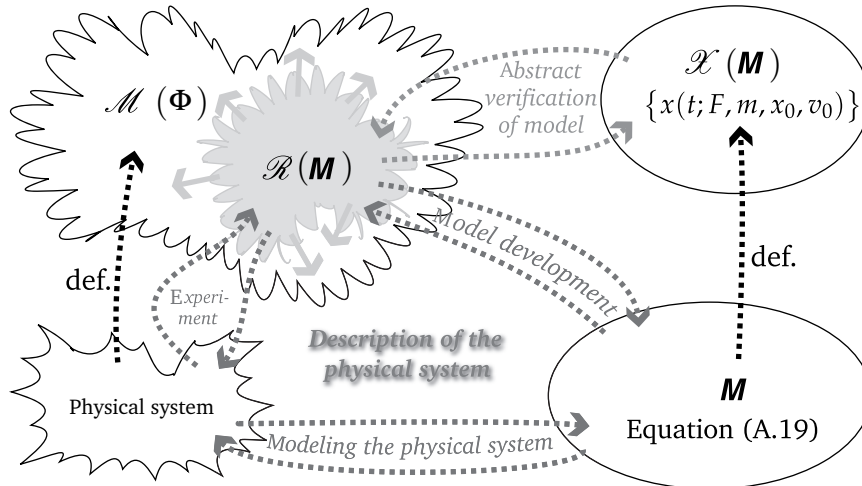 ℳ (Φ)
ℛ(M)
Abstract
verification
of model
𝒳 (M)
{x(t; F, m, x₀, v₀)}
def.
Experi-
ment
Model development
def.
Description of the
physical system
Physical system
Modeling the physical system
M
Equation (A.19)